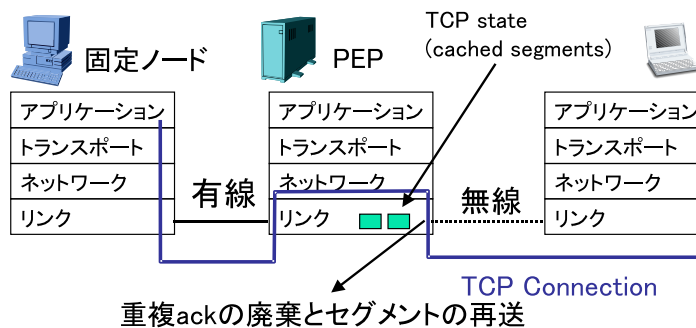 TCP state
(cached segments)
固定ノード
PEP
アプリケーション
トランスポート
ネットワーク
リンク
有線
アプリケーション
トランスポート
ネットワーク
リンク
無線
アプリケーション
トランスポート
ネットワーク
リンク
TCP Connection
重複ackの廃棄とセグメントの再送